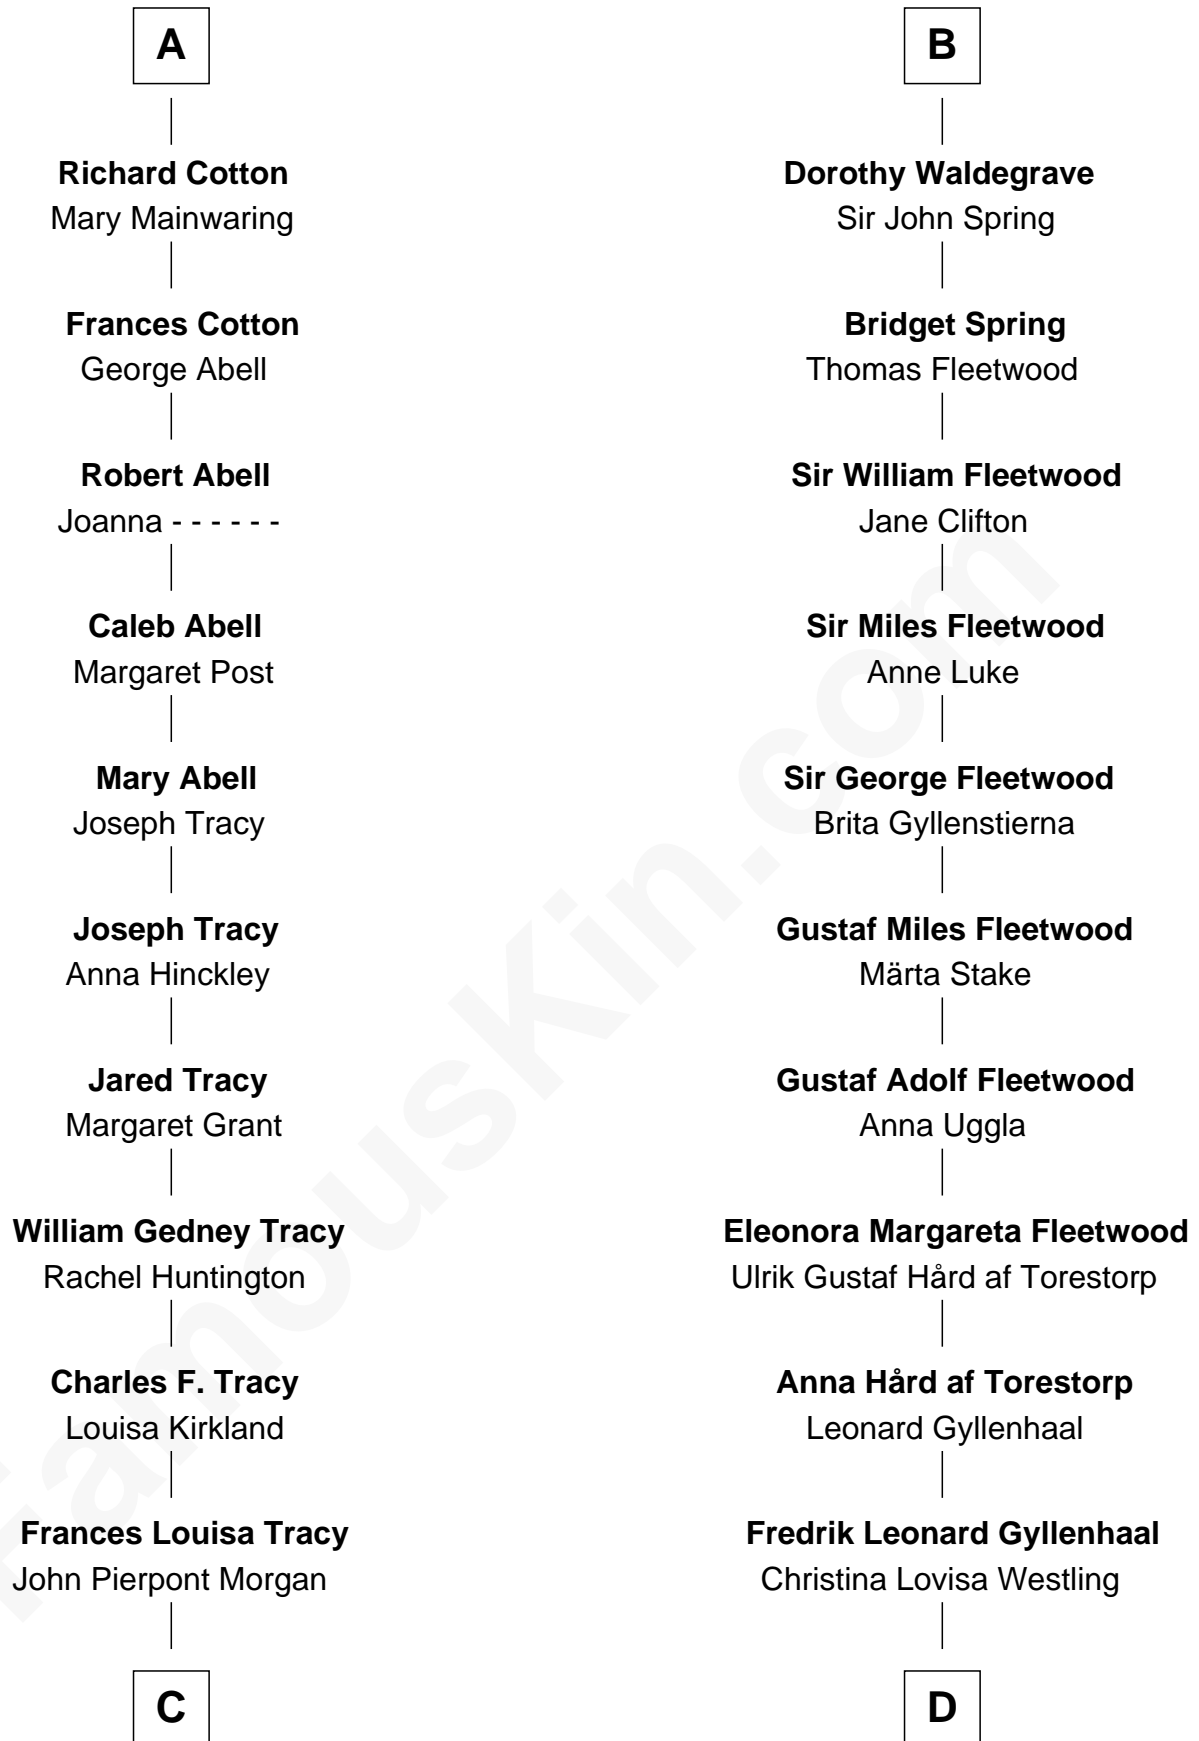 A
Richard Cotton
Mary Mainwaring
Frances Cotton
George Abell
Robert Abell
Joanna - - - - - -
Caleb Abell
Margaret Post
Mary Abell
Joseph Tracy
Joseph Tracy
Anna Hinckley
Jared Tracy
Margaret Grant
William Gedney Tracy
Rachel Huntington
Charles F. Tracy
Louisa Kirkland
Frances Louisa Tracy
John Pierpont Morgan
C
B
Dorothy Waldegrave
Sir John Spring
Bridget Spring
Thomas Fleetwood
Sir William Fleetwood
Jane Clifton
Sir Miles Fleetwood
Anne Luke
Sir George Fleetwood
Brita Gyllenstierna
Gustaf Miles Fleetwood
Märta Stake
Gustaf Adolf Fleetwood
Anna Uggla
Eleonora Margareta Fleetwood
Ulrik Gustaf Hård af Torestorp
Anna Hård af Torestorp
Leonard Gyllenhaal
Fredrik Leonard Gyllenhaal
Christina Lovisa Westling
D
FamousKin.com